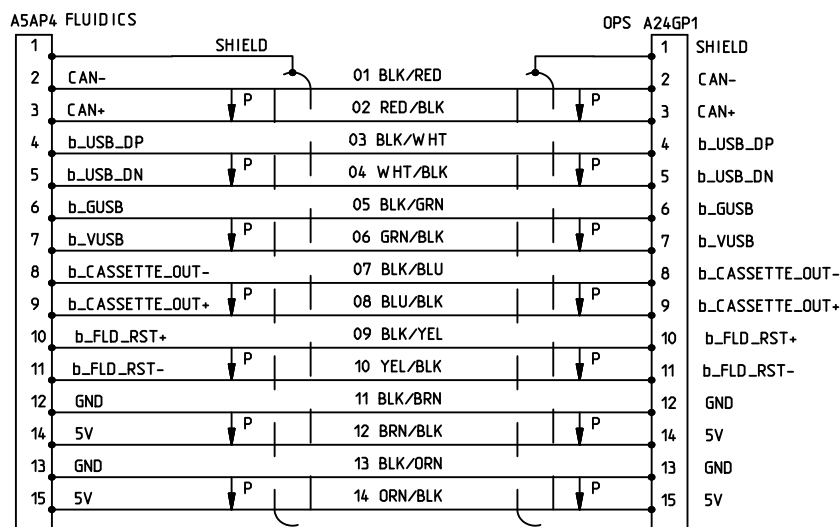 A5AP4 FLUIDICS OPS A24GP1
1 SHIELD 1 SHIELD
2 CAN- 01 BLK/RED 2 CAN-
P P
3 CAN+ 02 RED/BLK 3 CAN+
4 b_USB_DP 03 BLK/WHT 4 b_USB_DP
P P
5 b_USB_DN 04 WHT/BLK 5 b_USB_DN
6 b_GUSB 05 BLK/GRN 6 b_GUSB
P P
7 b_VUSB 06 GRN/BLK 7 b_VUSB
8 b_CASSETTE_OUT- 07 BLK/BLU 8 b_CASSETTE_OUT-
P P
9 b_CASSETTE_OUT+ 08 BLU/BLK 9 b_CASSETTE_OUT+
10 b_FLD_RST+ 09 BLK/YEL 10 b_FLD_RST+
P P
11 b_FLD_RST- 10 YEL/BLK 11 b_FLD_RST-
12 GND 11 BLK/BRN 12 GND
P P
14 5V 12 BRN/BLK 14 5V
13 GND 13 BLK/ORN 13 GND
P P
15 5V 14 ORN/BLK 15 5V